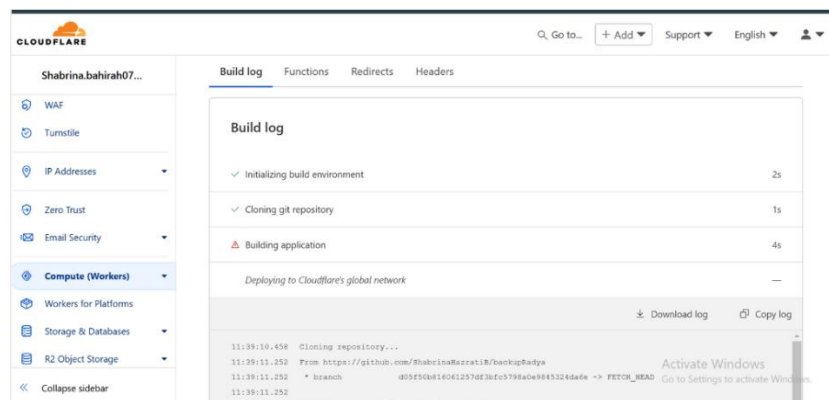 CLOUDFLARE
Go to... + Add Support English
Shabrina.bahirah07...
WAF
Turnstile
IP Addresses
Zero Trust
Email Security
Compute (Workers)
Workers for Platforms
Storage & Databases
R2 Object Storage
Collapse sidebar
Build log Functions Redirects Headers
Build log
Initializing build environment 2s
Cloning git repository 1s
Building application 4s
Deploying to Cloudflare's global network —
Download log Copy log
11:39:10.458 Cloning repository...
11:39:11.252 From https://github.com/ShabrinaHazratiB/backupRadya
11:39:11.252 * branch d05f50b816061257df3bfc5798a0e9845324da6e -> FETCH_HEAD
11:39:11.252
Activate Windows
Go to Settings to activate Windows.